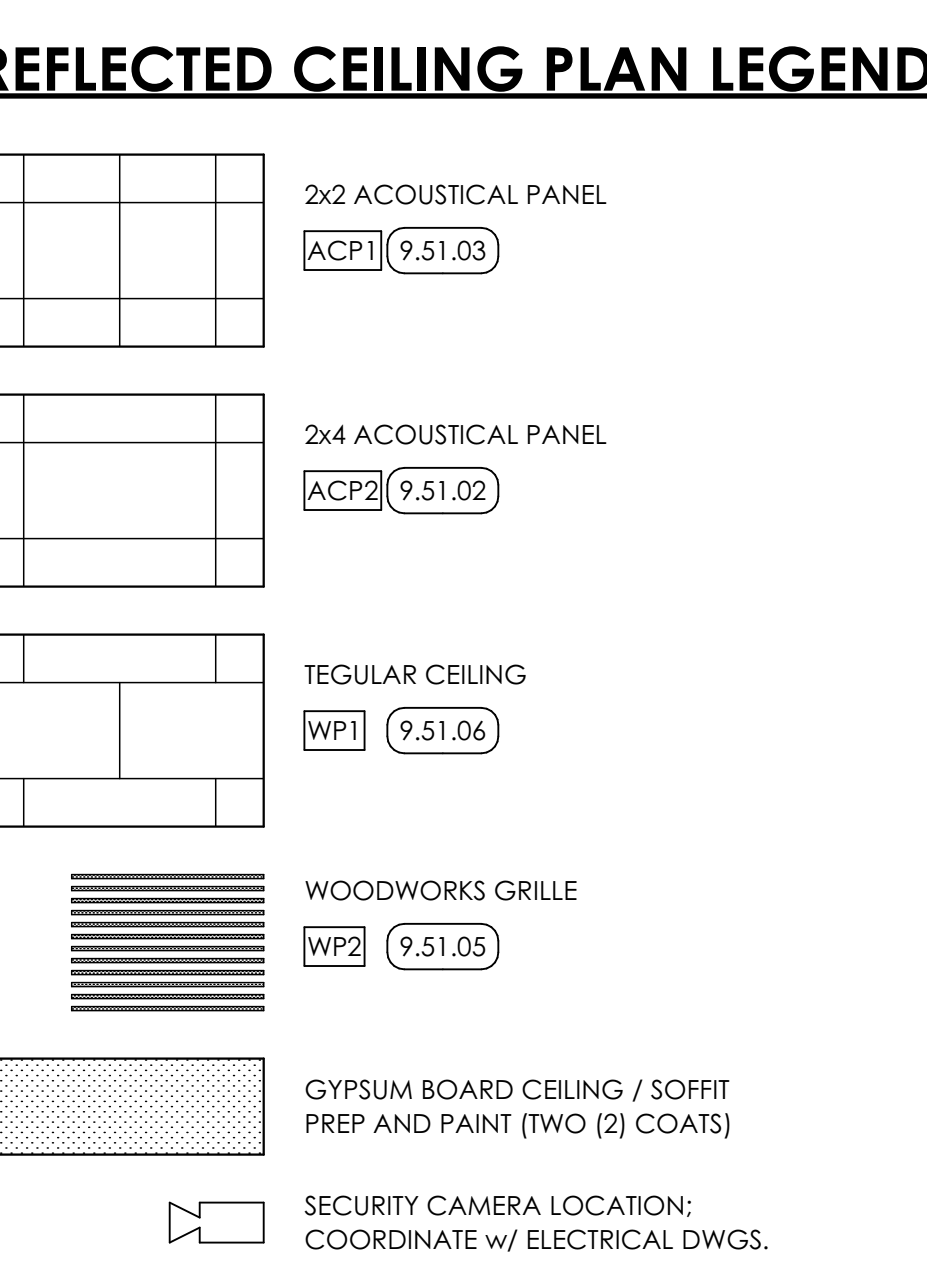 REFLECTED CEILING PLAN LEGEND
2x2 ACOUSTICAL PANEL
ACP1 9.51.03
2x4 ACOUSTICAL PANEL
ACP2 9.51.02
TEGULAR CEILING
WP1 9.51.06
WOODWORKS GRILLE
WP2 9.51.05
GYPSUM BOARD CEILING / SOFFIT
PREP AND PAINT (TWO (2) COATS)
SECURITY CAMERA LOCATION;
COORDINATE w/ ELECTRICAL DWGS.